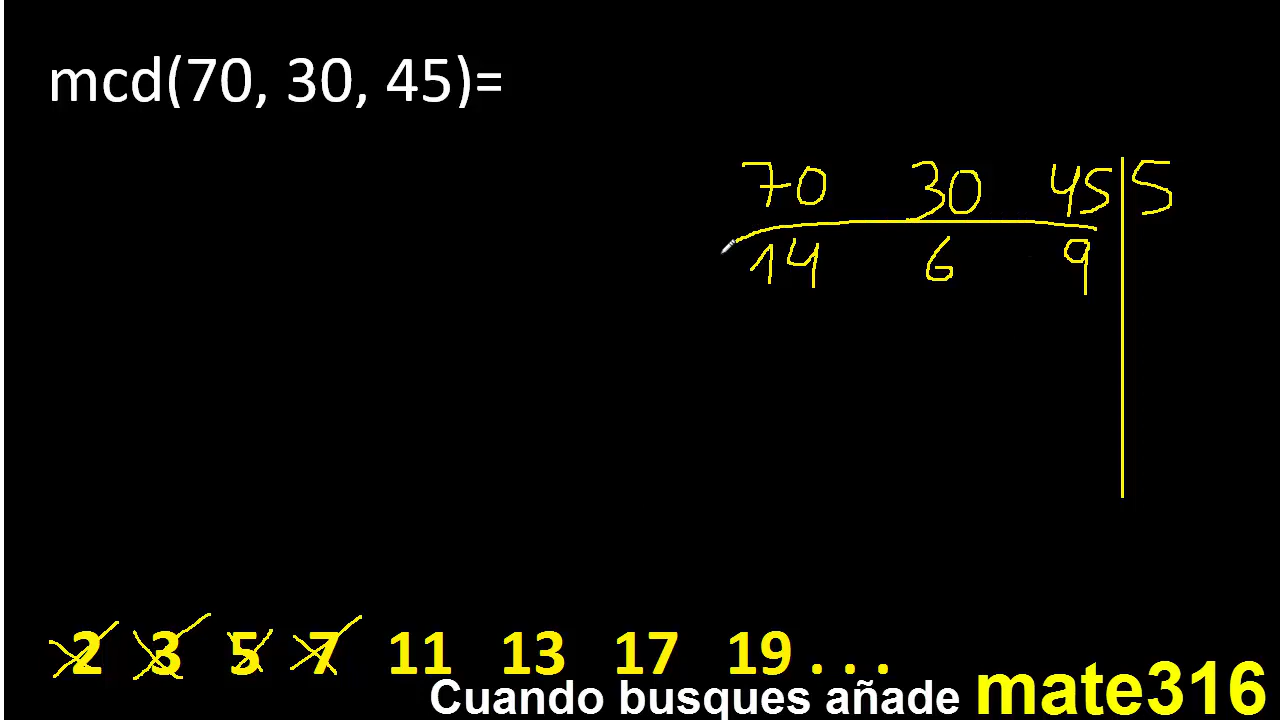 mcd(70, 30, 45)=
70 30 45 5
14 6 9
2 3 5 7 11 13 17 19 . . .
Cuando busques añade mate316